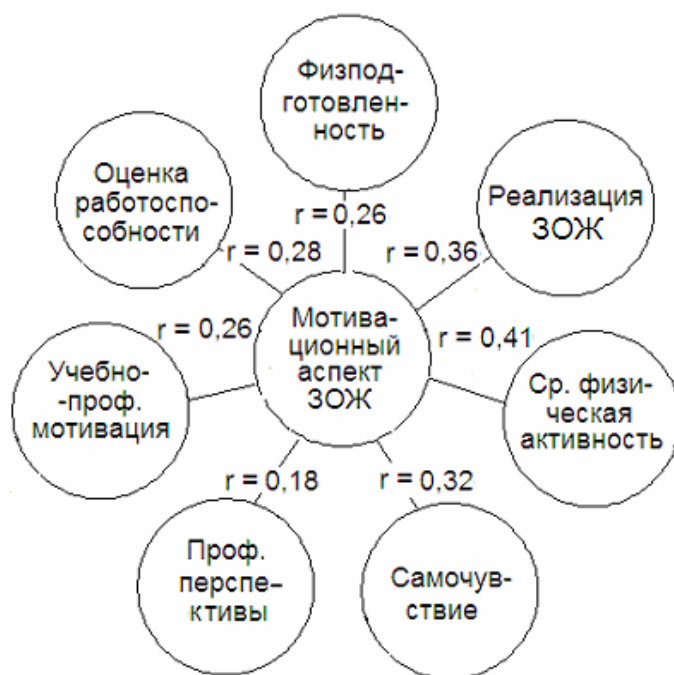 Физпод-
готовлен-
ность
Оценка
работоспо-
собности
Реализация
ЗОЖ
r = 0,26
r = 0,28
r = 0,36
Мотива-
ционный
аспект
ЗОЖ
r = 0,26
r = 0,41
Учебно-
-проф.
мотивация
Ср. физи-
ческая
активность
r = 0,18
r = 0,32
Проф.
перспе-
ктивы
Самочув-
ствие